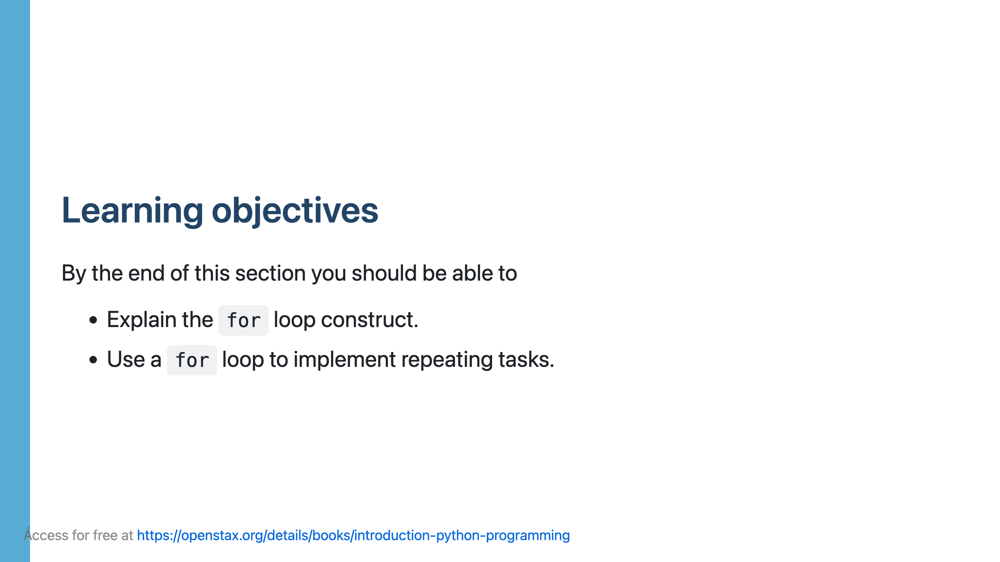 Learning objectives
By the end of this section you should be able to
• Explain the for loop construct.
• Use a for loop to implement repeating tasks.
Áccess for free at https://openstax.org/details/books/introduction-python-programming